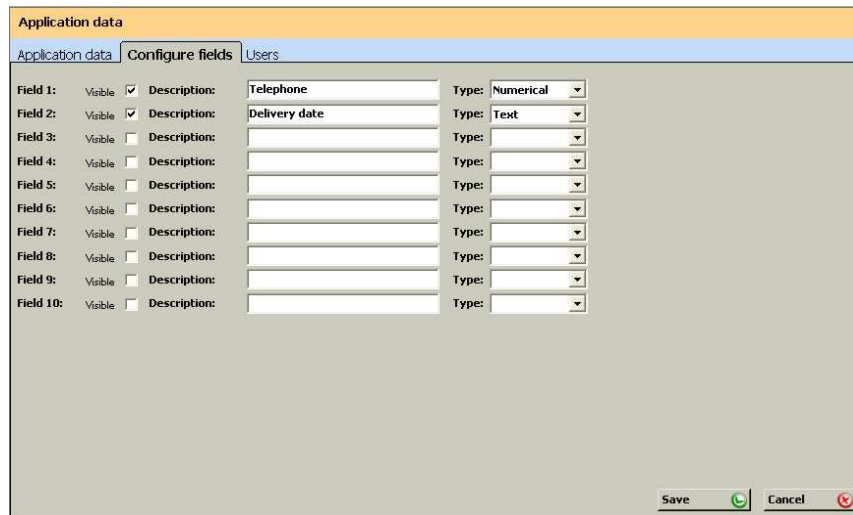 Application data
Application data Configure fields Users
Field 1: Visible Description: Telephone Type: Numerical
Field 2: Visible Description: Delivery date Type: Text
Field 3: Visible Description: Type:
Field 4: Visible Description: Type:
Field 5: Visible Description: Type:
Field 6: Visible Description: Type:
Field 7: Visible Description: Type:
Field 8: Visible Description: Type:
Field 9: Visible Description: Type:
Field 10: Visible Description: Type:
Save Cancel